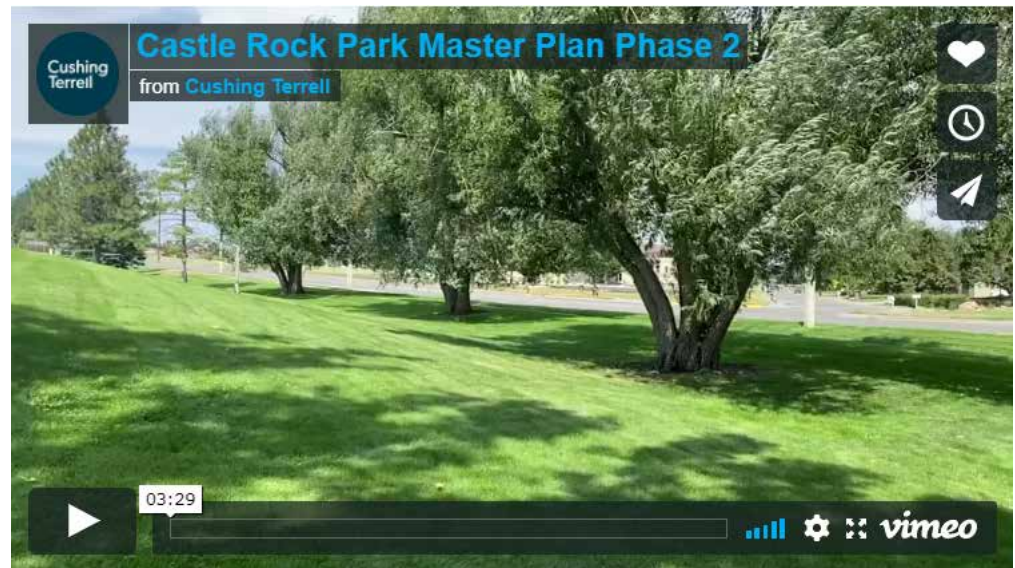 Cushing
Terrell
Castle Rock Park Master Plan Phase 2
from Cushing Terrell
03:29
vimeo